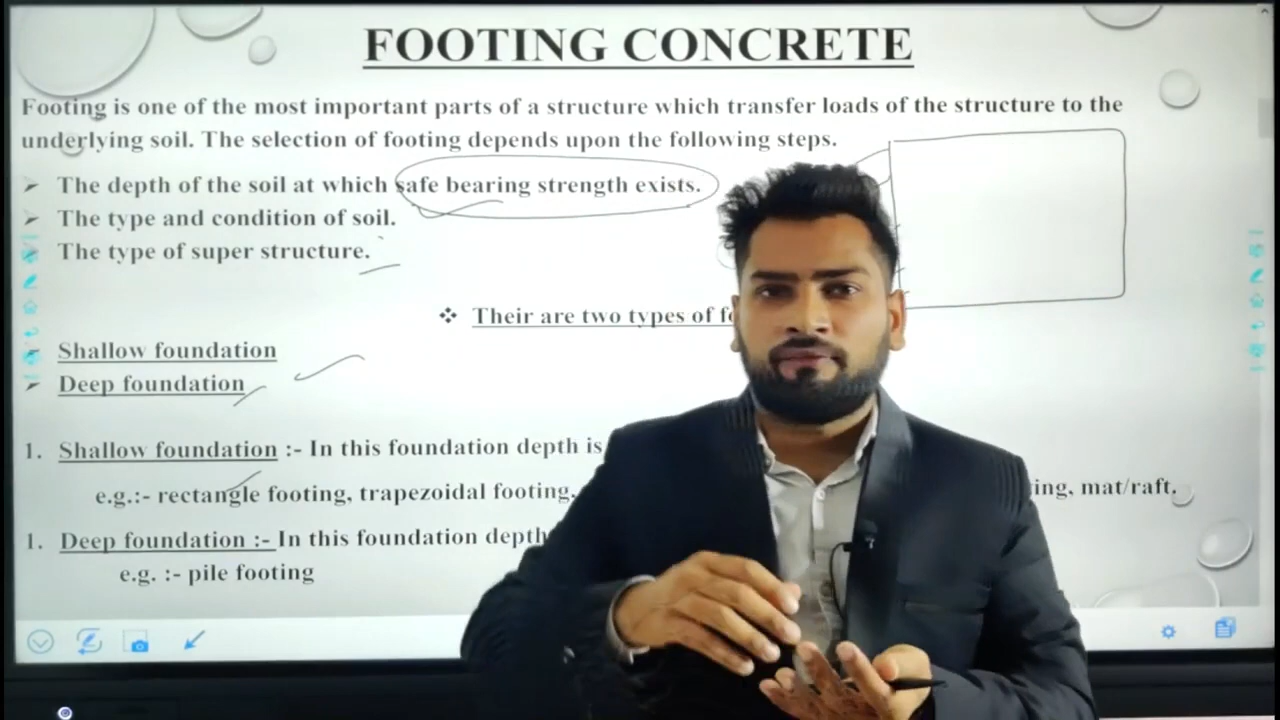 FOOTING CONCRETE
Footing is one of the most important parts of a structure which transfer loads of the structure to the
underlying soil. The selection of footing depends upon the following steps.
➤ The depth of the soil at which safe bearing strength exists.
➤ The type and condition of soil.
➤ The type of super structure.
❖ Their are two types of
➤ Shallow foundation
➤ Deep foundation
1. Shallow foundation :- In this foundation depth is
e.g.:- rectangle footing, trapezoidal footing, mat/raft.
1. Deep foundation :- In this foundation depth
e.g. :- pile footing